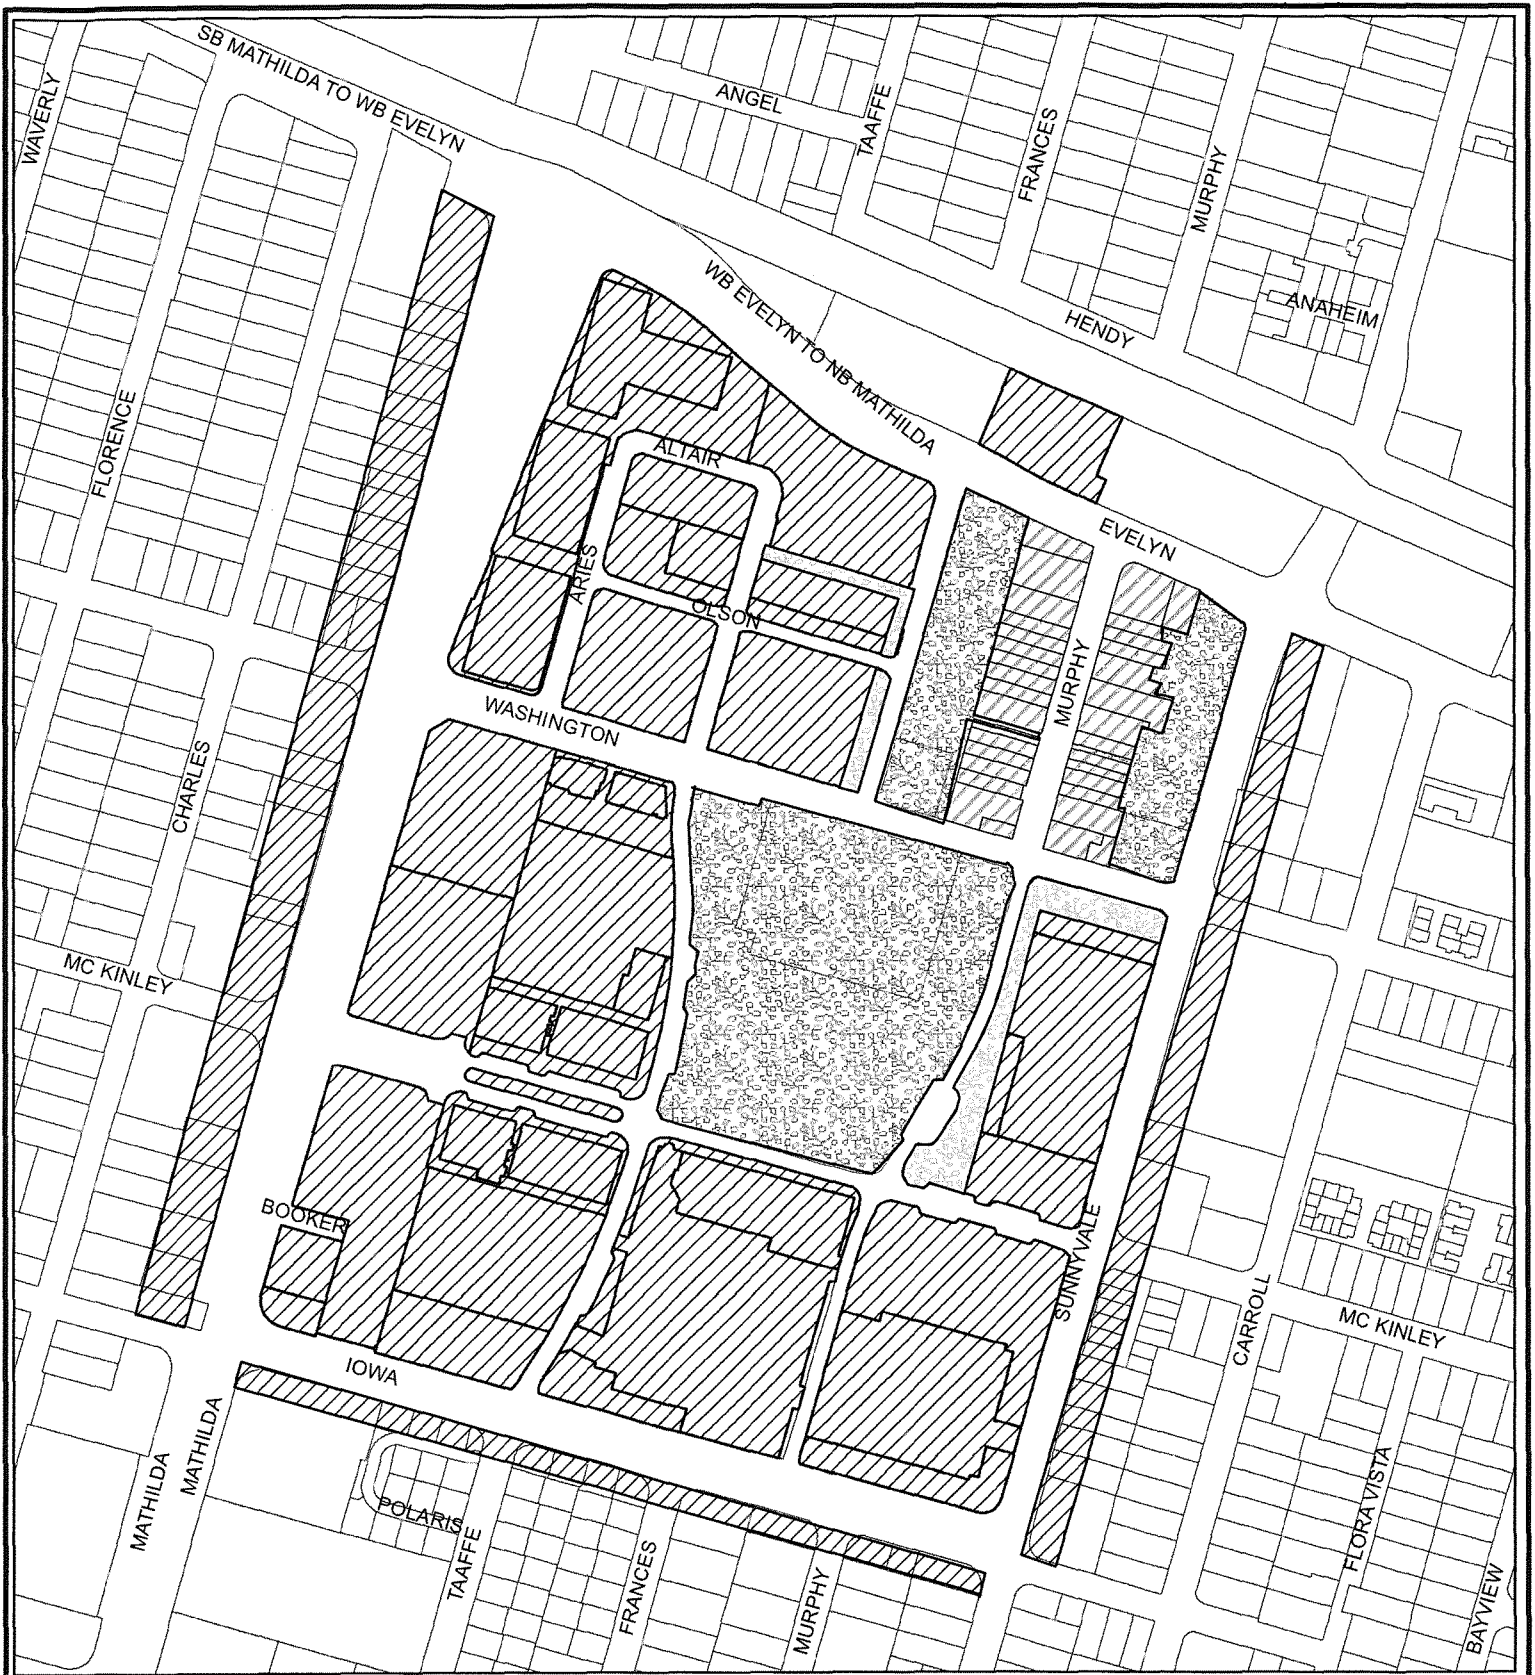 SB MATHILDA TO WB EVELYN
WAVERLY
ANGEL
TAAFFE
FRANCES
MURPHY
ANAHEIM
HENDY
WB EVELYN TO NB MATHILDA
FLORENCE
ALTAIR
EVELYN
ARIES
OLSON
MURPHY
WASHINGTON
CHARLES
MC KINLEY
BOOKER
SUNNYVALE
CARROLL
MC KINLEY
IOWA
MATHILDA
MATHILDA
POLARIS
TAAFFE
FRANCES
MURPHY
FLORA VISTA
BAYVIEW